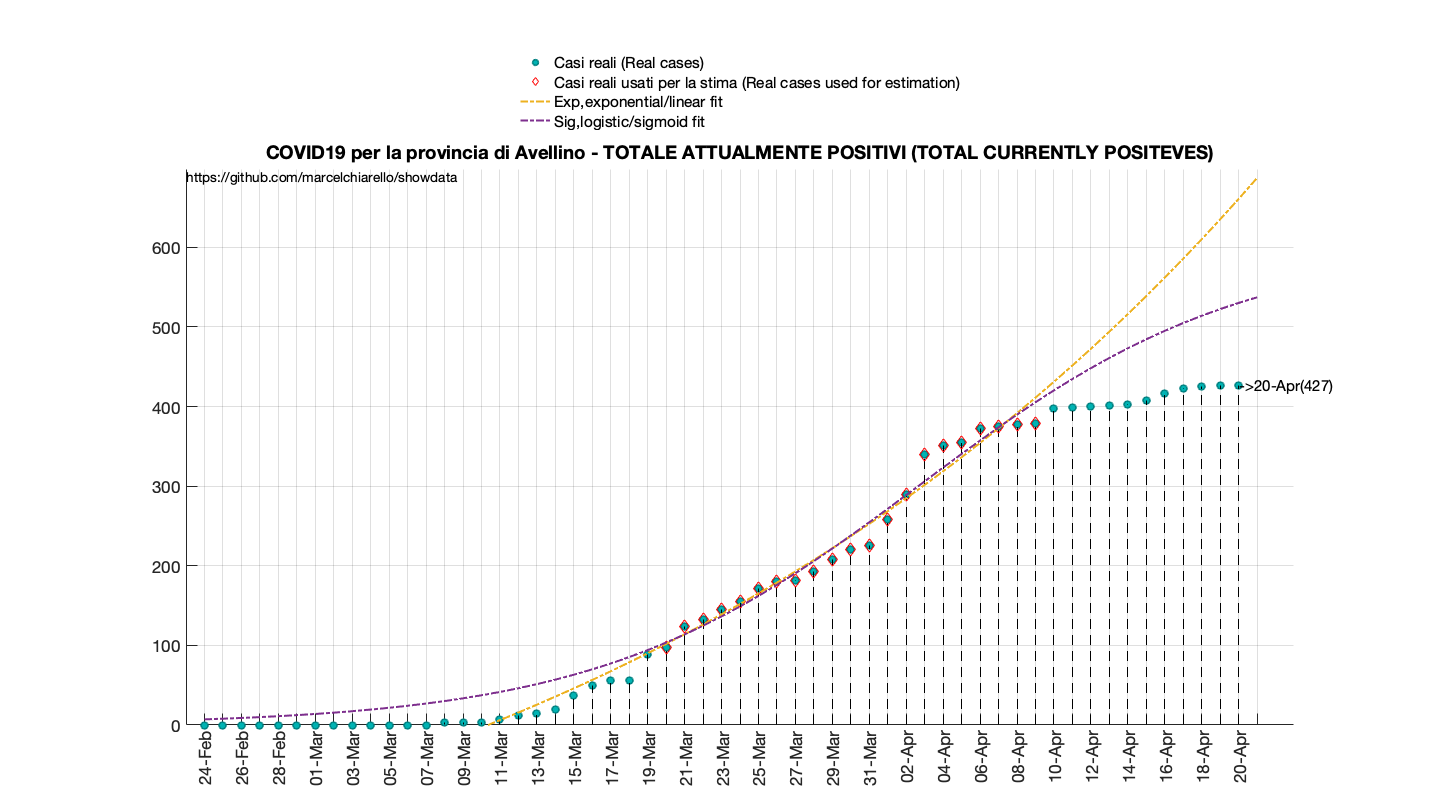 Casi reali (Real cases)
Casi reali usati per la stima (Real cases used for estimation)
Exp,exponential/linear fit
Sig,logistic/sigmoid fit
COVID19 per la provincia di Avellino - TOTALE ATTUALMENTE POSITIVI (TOTAL CURRENTLY POSITEVES)
https://github.com/marcelchiarello/showdata
600
500
->20-Apr(427)
400
300
200
100
0
24-Feb
26-Feb
28-Feb
01-Mar
03-Mar
05-Mar
07-Mar
09-Mar
11-Mar
13-Mar
15-Mar
17-Mar
19-Mar
21-Mar
23-Mar
25-Mar
27-Mar
29-Mar
31-Mar
02-Apr
04-Apr
06-Apr
08-Apr
10-Apr
12-Apr
14-Apr
16-Apr
18-Apr
20-Apr